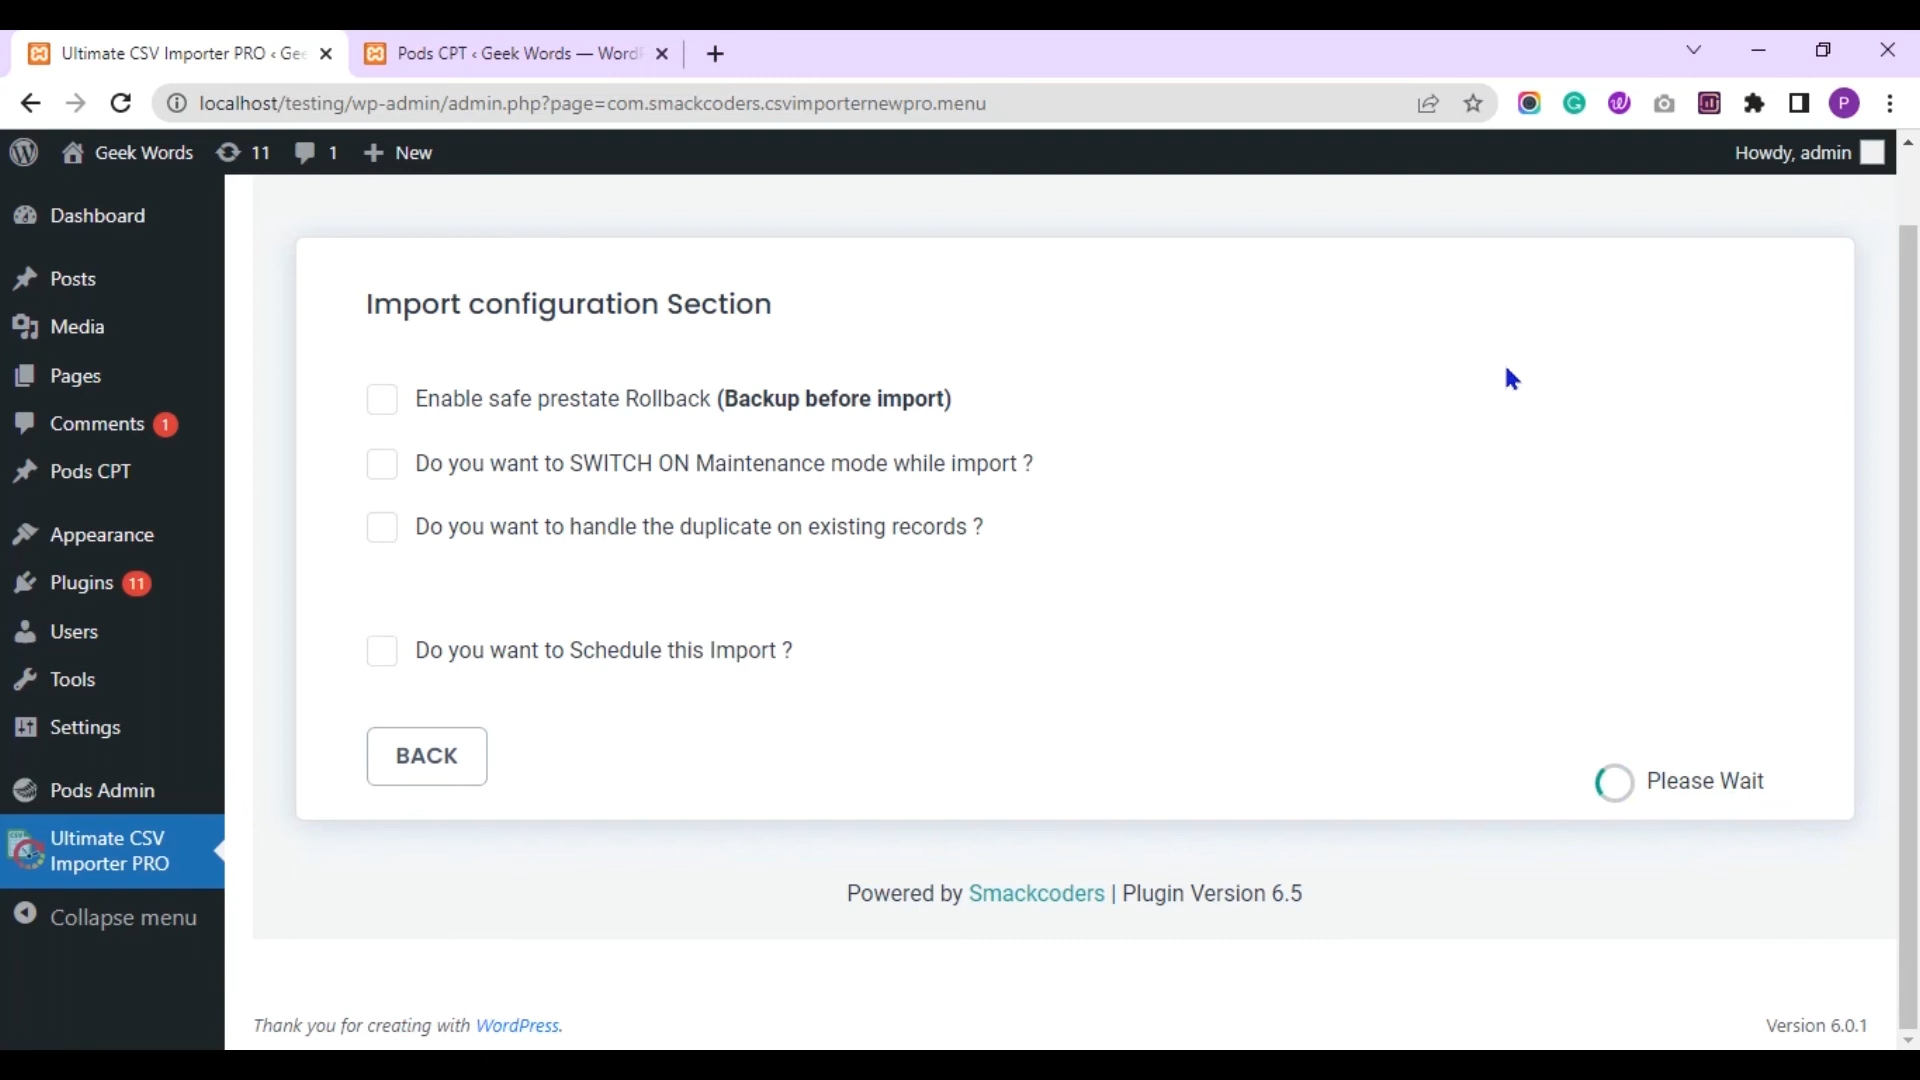 Ultimate CSV Importer PRO ‹ Gee
Pods CPT ‹ Geek Words — WordP
localhost/testing/wp-admin/admin.php?page=com.smackcoders.csvimporternewpro.menu
P
Geek Words
11
1
New
Howdy, admin
Dashboard
Posts
Media
Pages
Comments 1
Pods CPT
Appearance
Plugins 11
Users
Tools
Settings
Pods Admin
Ultimate CSV
Importer PRO
Collapse menu
Import configuration Section
Enable safe prestate Rollback (Backup before import)
Do you want to SWITCH ON Maintenance mode while import ?
Do you want to handle the duplicate on existing records ?
Do you want to Schedule this Import ?
BACK
Please Wait
Powered by Smackcoders | Plugin Version 6.5
Thank you for creating with WordPress.
Version 6.0.1